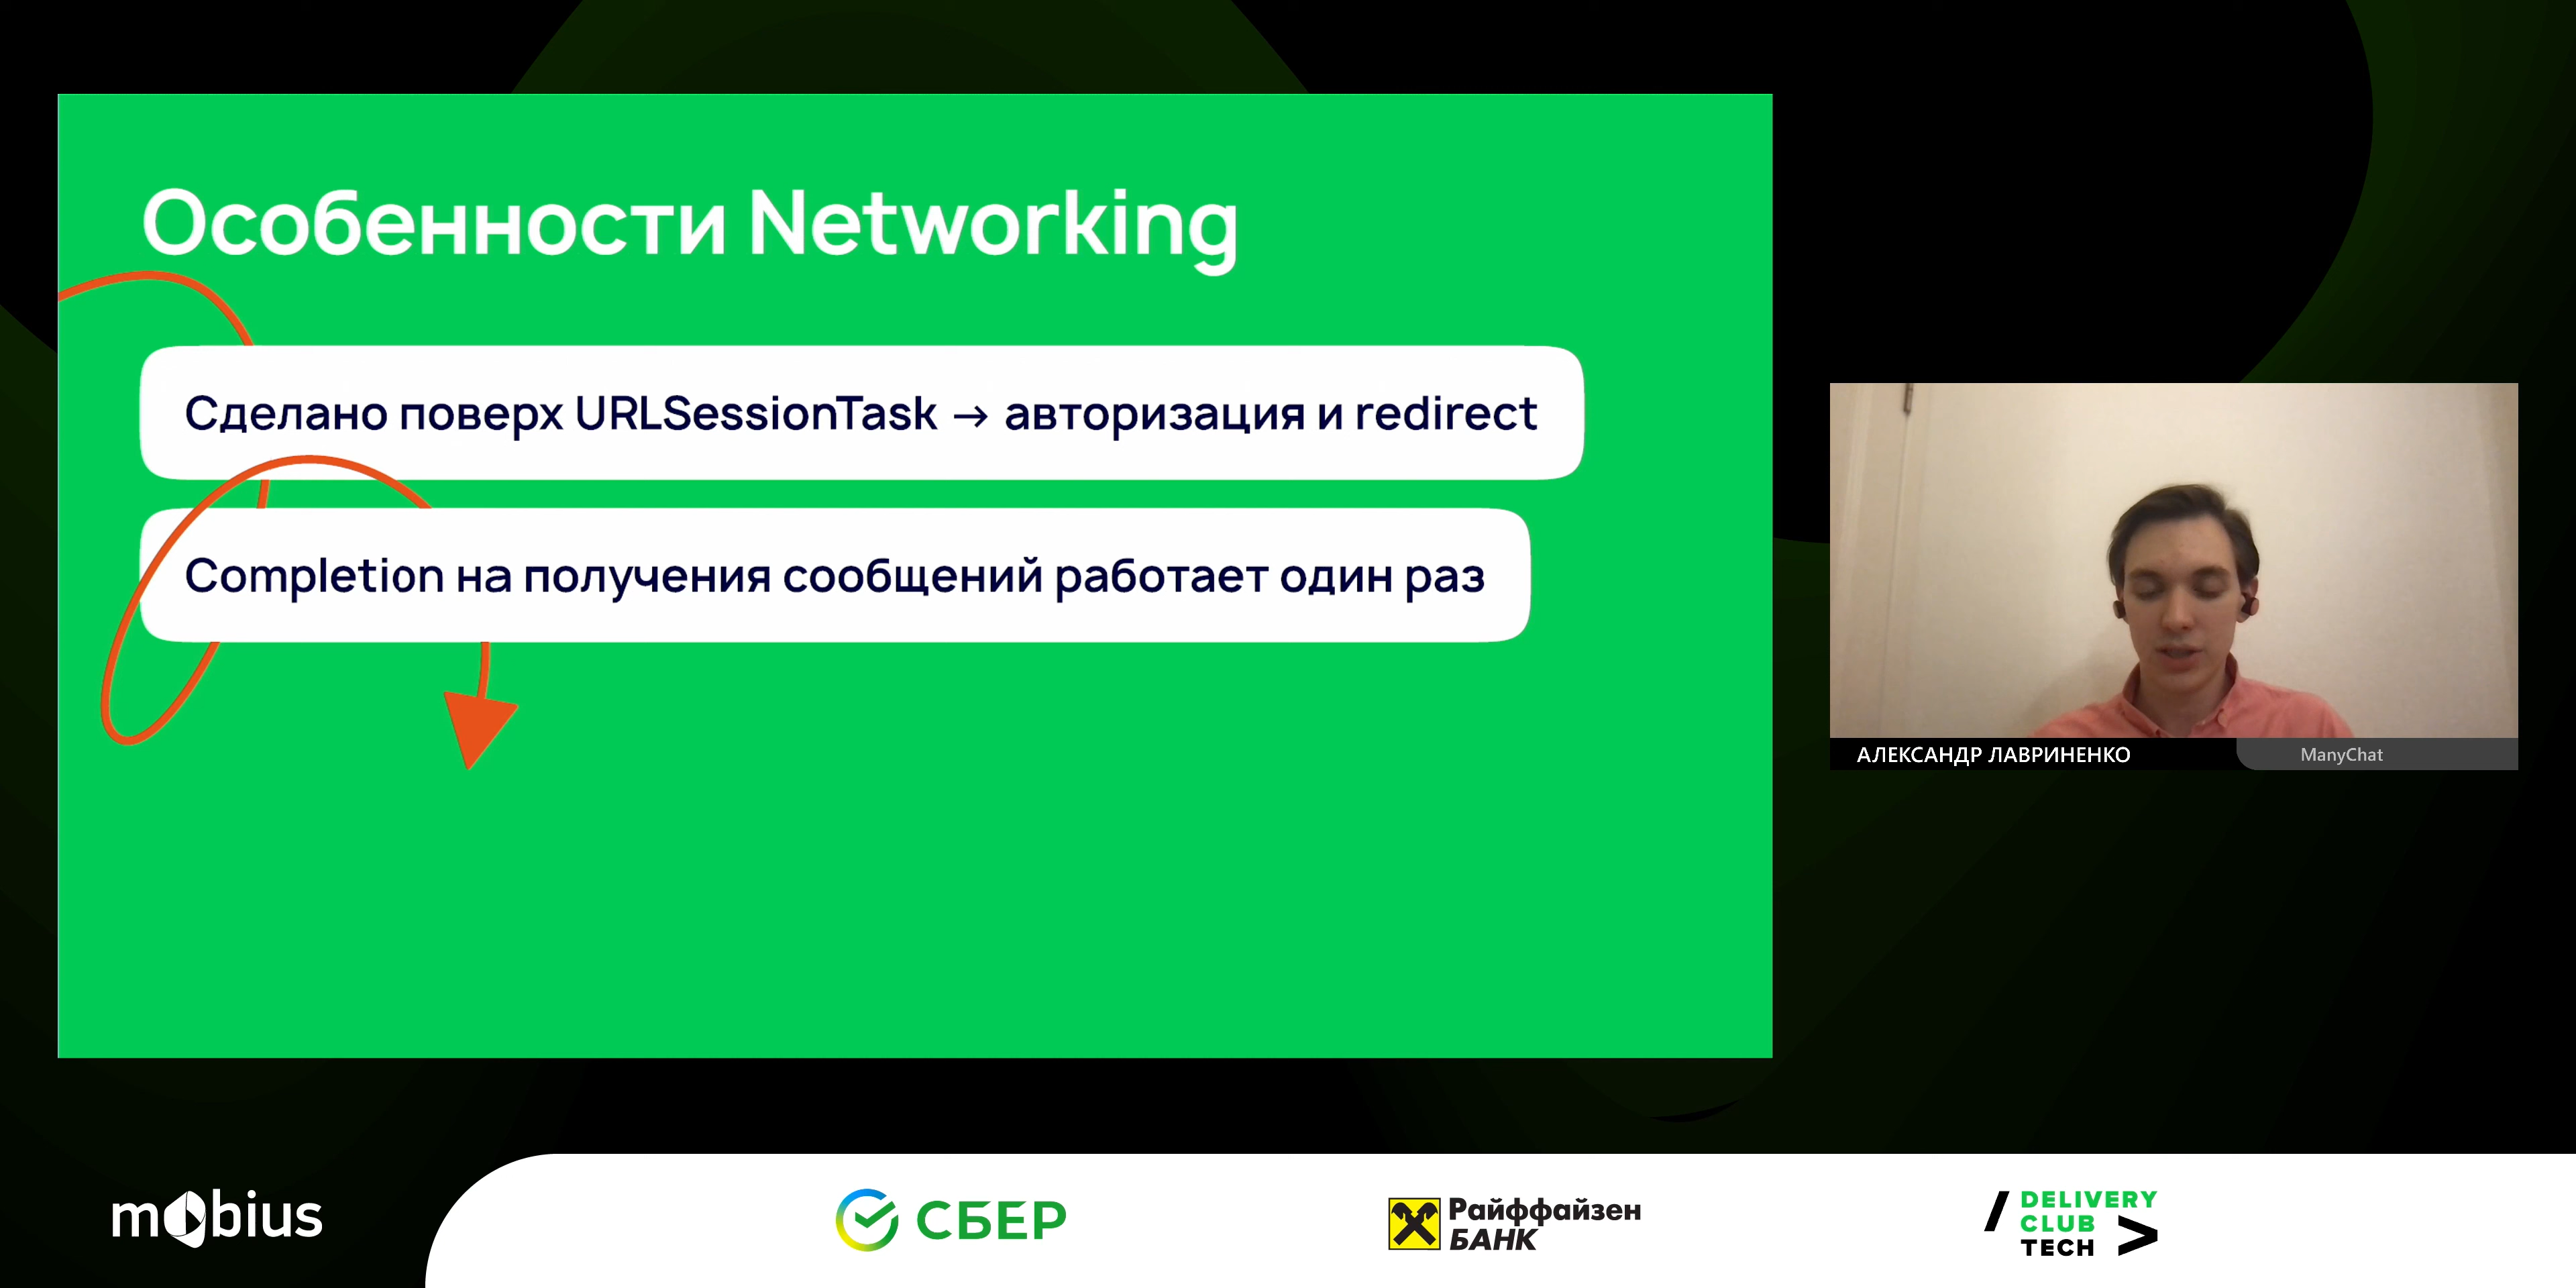 Особенности Networking
Сделано поверх URLSessionTask → авторизация и redirect
Completion на получения сообщений работает один раз
АЛЕКСАНДР ЛАВРИНЕНКО
ManyChat
mobius
СБЕР
Райффайзен
БАНК
DELIVERY
CLUB
TECH